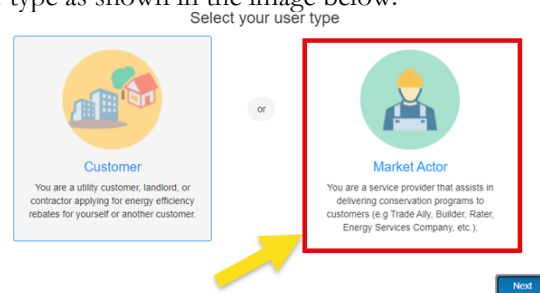 type as shown in the image below.
Select your user type
Customer
You are a utility customer, landlord, or
contractor applying for energy efficiency
rebates for yourself or another customer.
or
Market Actor
You are a service provider that assists in
delivering conservation programs to
customers (e.g Trade Ally, Builder, Rater,
Energy Services Company, etc.).
Next